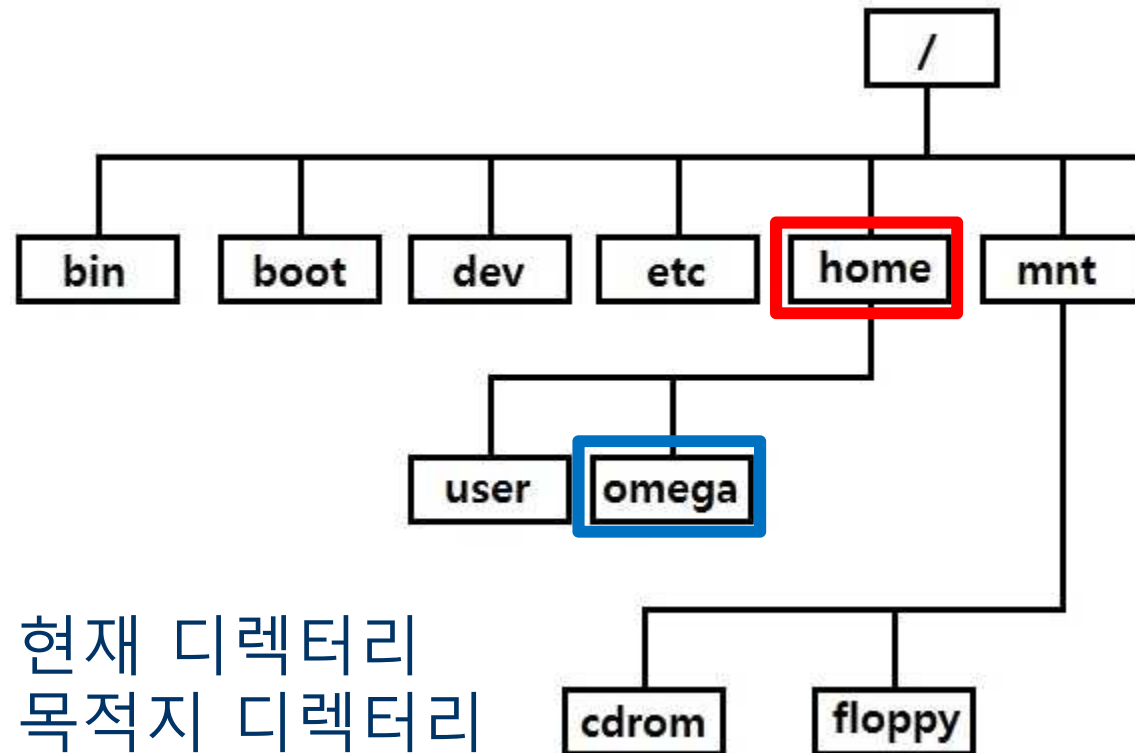 /
bin boot dev etc home mnt
user omega
현재 디렉터리
목적지 디렉터리
cdrom floppy